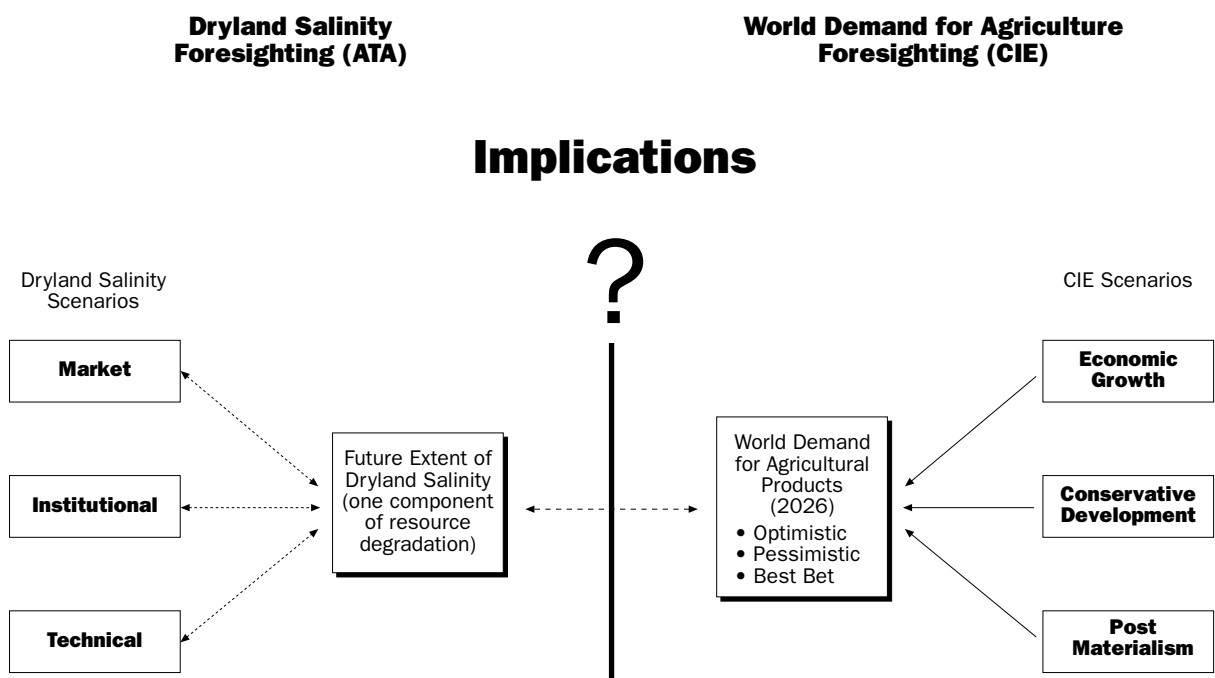 Dryland Salinity
Foresighting (ATA)
World Demand for Agriculture
Foresighting (CIE)
Implications
?
Dryland Salinity
Scenarios
Market
Institutional
Technical
Future Extent of
Dryland Salinity
(one component
of resource
degradation)
World Demand
for Agricultural
Products
(2026)
• Optimistic
• Pessimistic
• Best Bet
CIE Scenarios
Economic
Growth
Conservative
Development
Post
Materialism